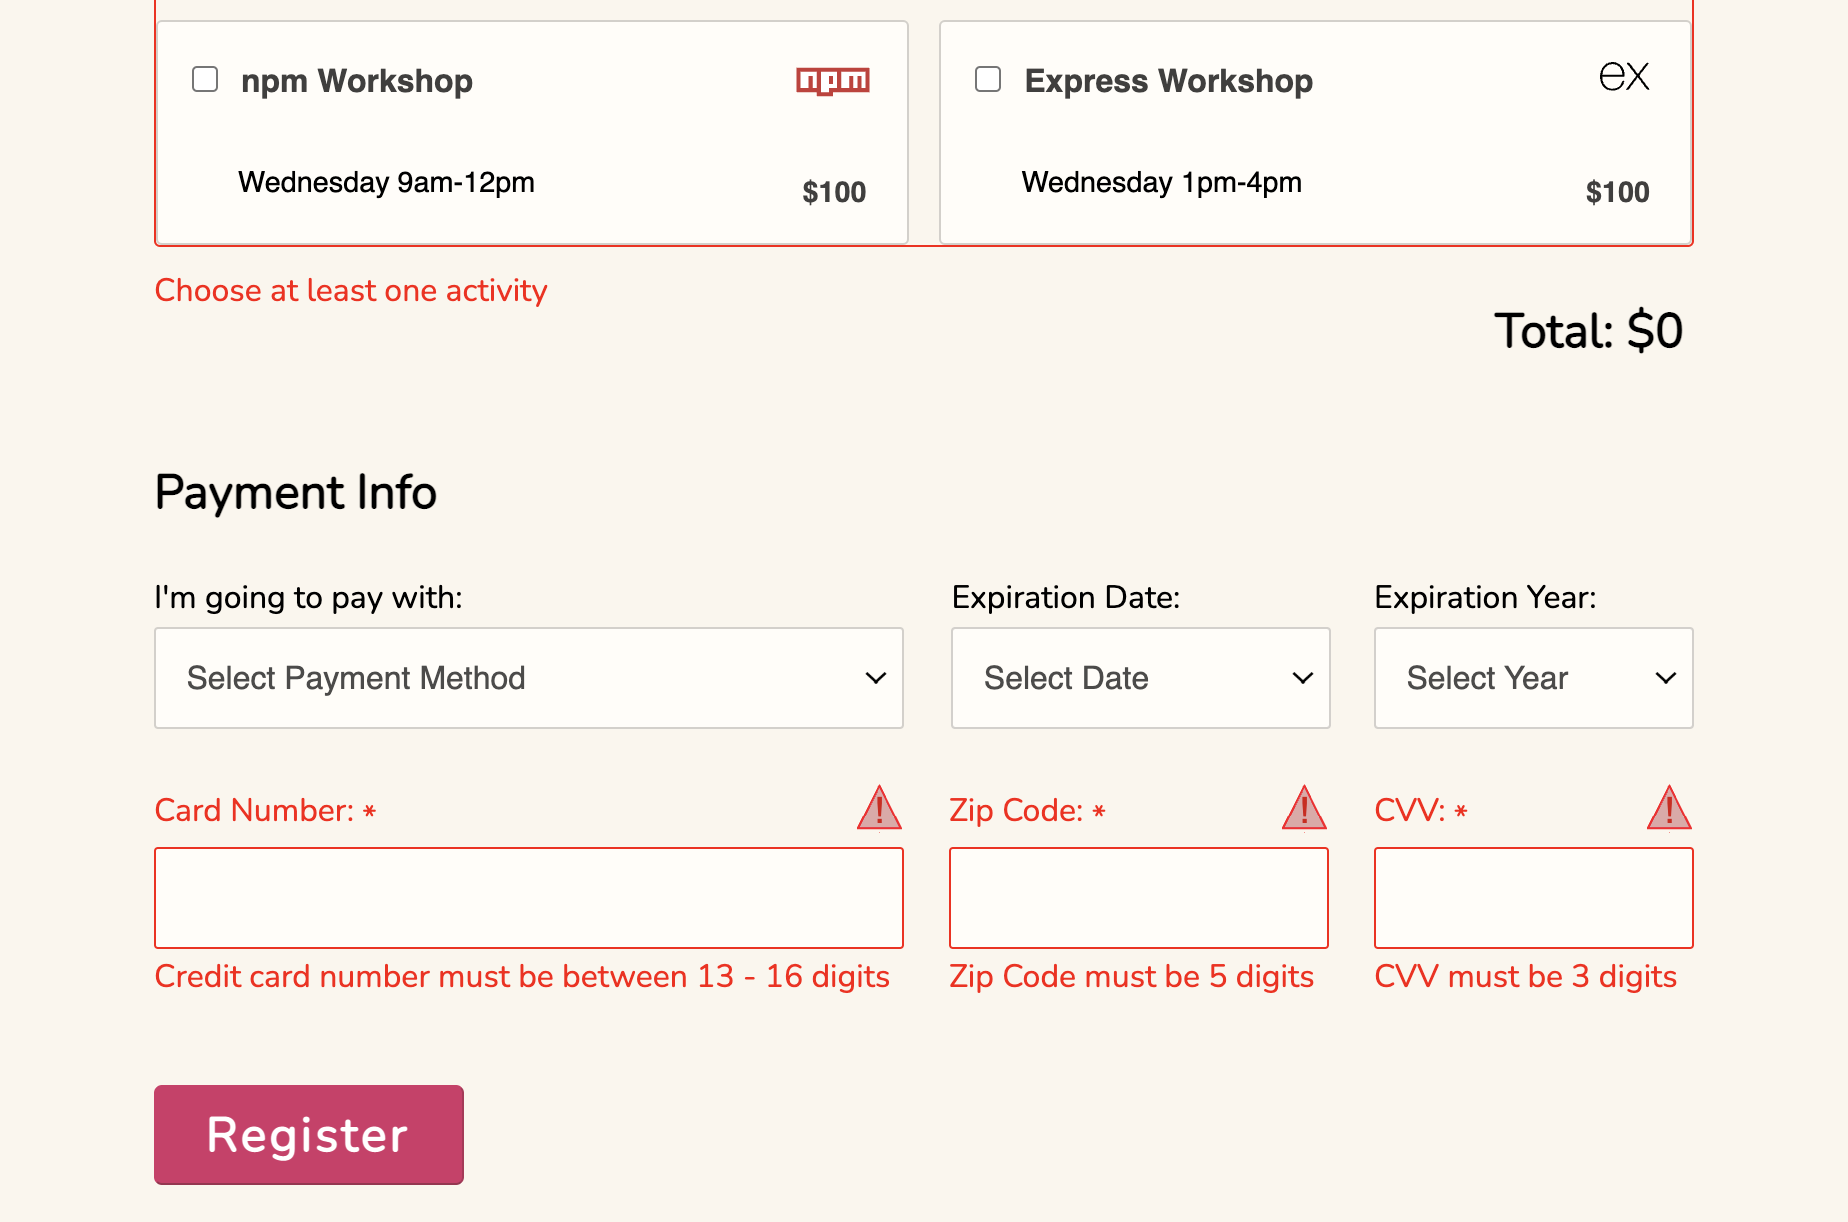 npm Workshop
npm
Wednesday 9am-12pm
$100
Express Workshop
ex
Wednesday 1pm-4pm
$100
Choose at least one activity
Total: $0
Payment Info
I'm going to pay with:
Select Payment Method
Expiration Date:
Select Date
Expiration Year:
Select Year
Card Number: *
!
Credit card number must be between 13 - 16 digits
Zip Code: *
!
Zip Code must be 5 digits
CVV: *
!
CVV must be 3 digits
Register